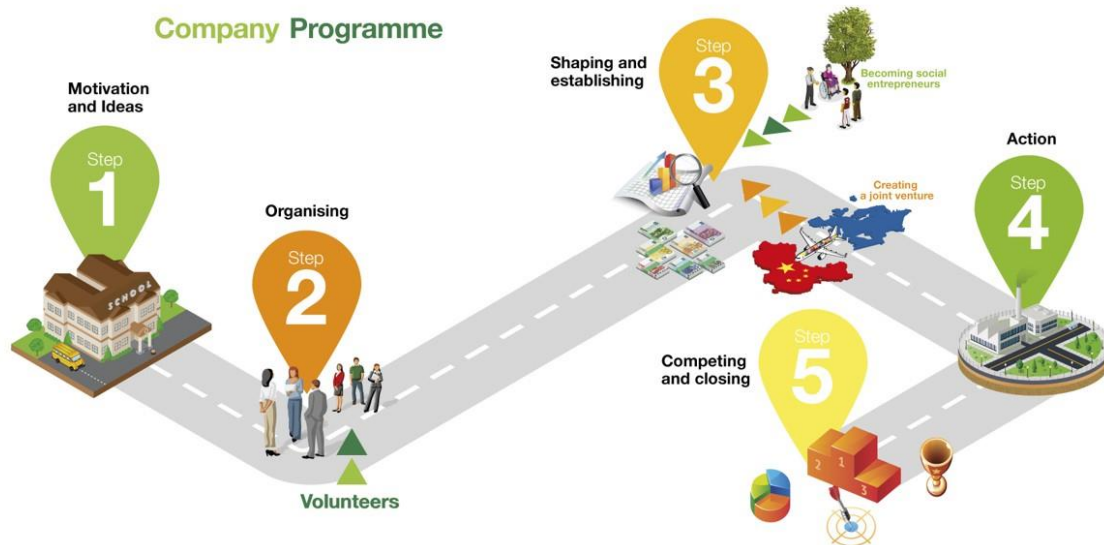 Company Programme
Motivation
and Ideas
Step
1
SCHOOL
Organising
Step
2
Volunteers
Shaping and
establishing
Step
3
Becoming social
entrepreneurs
Creating
a joint venture
Action
Step
4
Competing
and closing
Step
5
1
2
3